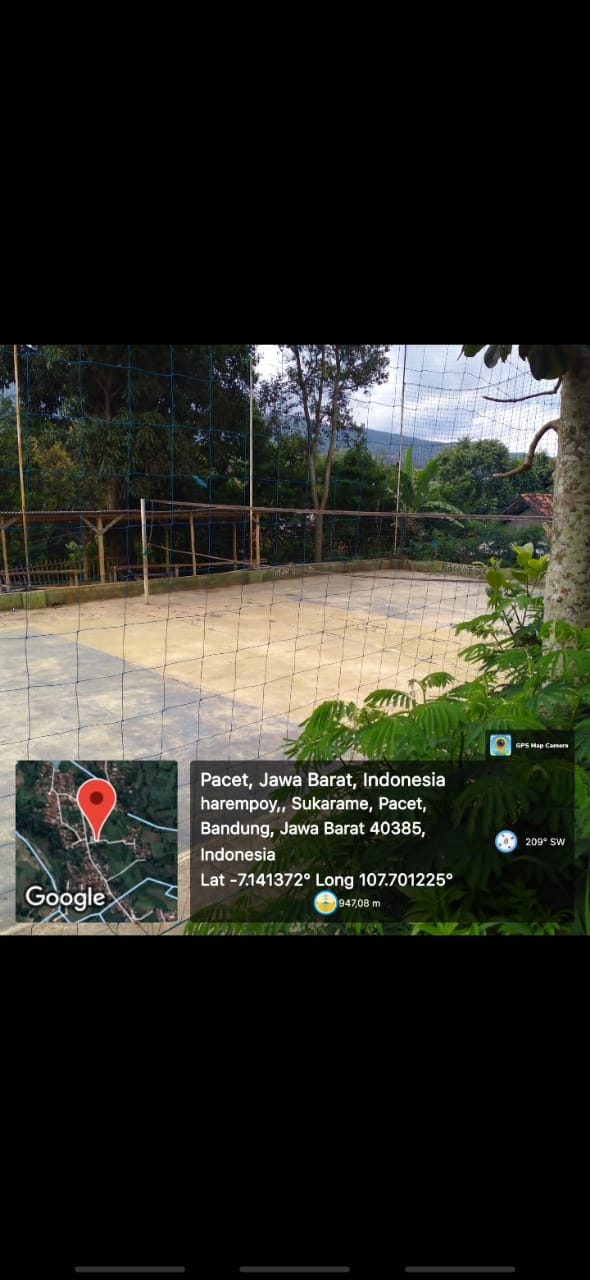 GPS Map Camera
Pacet, Jawa Barat, Indonesia
harempoy,, Sukarame, Pacet,
Bandung, Jawa Barat 40385,
Indonesia
Lat -7.141372° Long 107.701225°
209° SW
947,08 m
Google